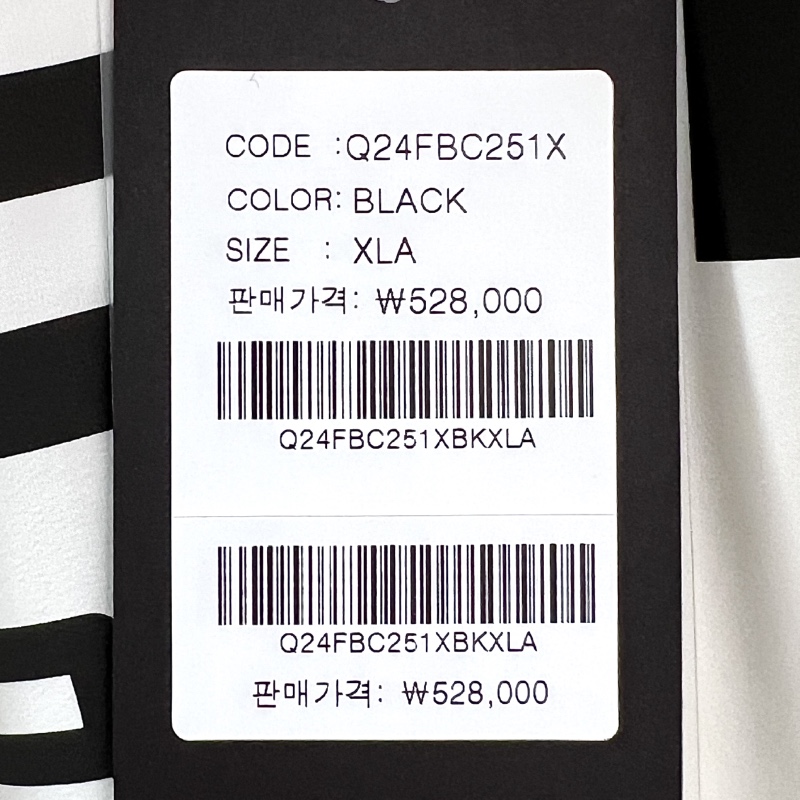 CODE :Q24FBC251X
COLOR: BLACK
SIZE : XLA
판매가격: ₩528,000
Q24FBC251XBKXLA
Q24FBC251XBKXLA
판매가격: ₩528,000